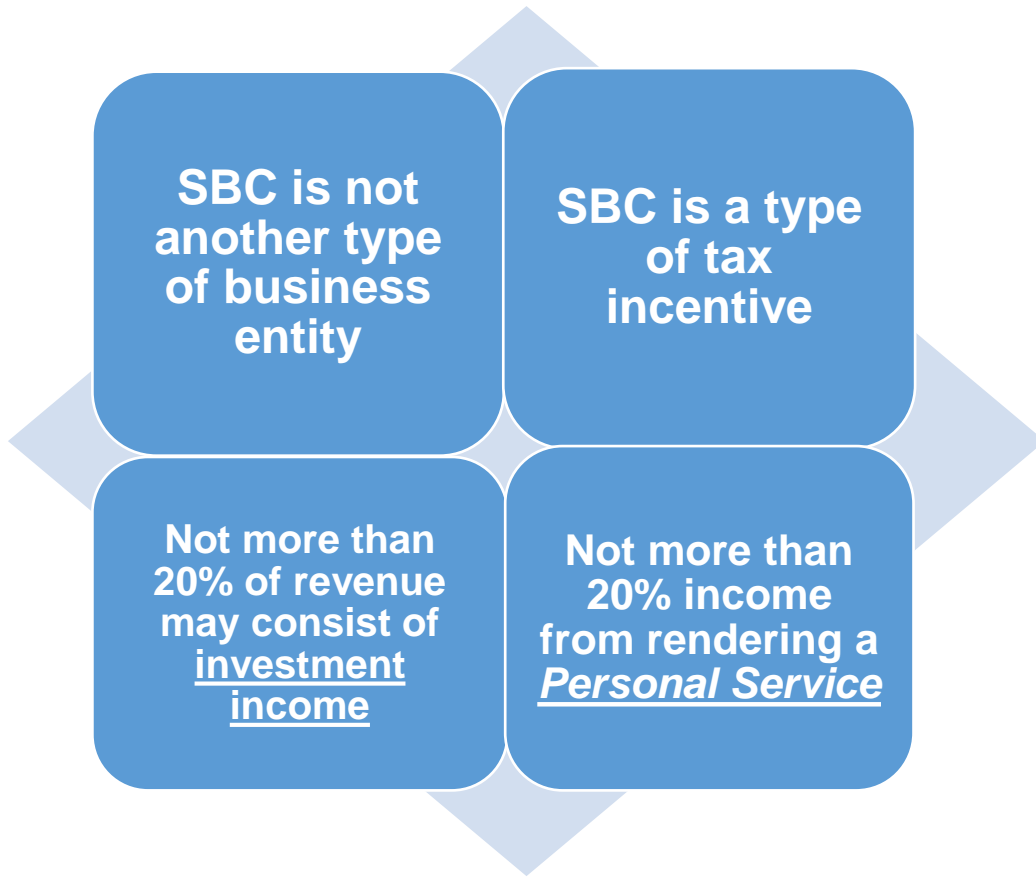 SBC is not
another type
of business
entity
SBC is a type
of tax
incentive
Not more than
20% of revenue
may consist of
investment
income
Not more than
20% income
from rendering a
Personal Service